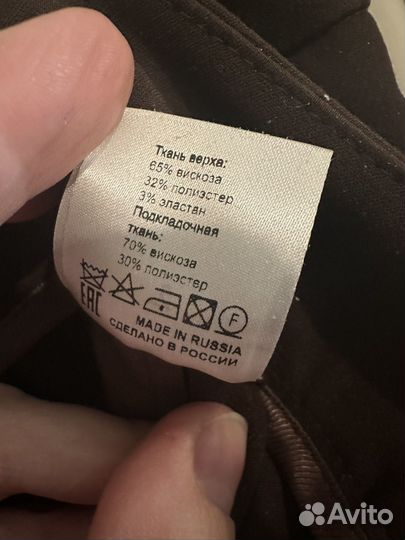 Ткань верха:
65% вискоза
32% полиэстер
3% эластан
Подкладочная
ткань:
70% вискоза
30% полиэстер
F
EAC
MADE IN RUSSIA
СДЕЛАНО В РОССИИ
Avito